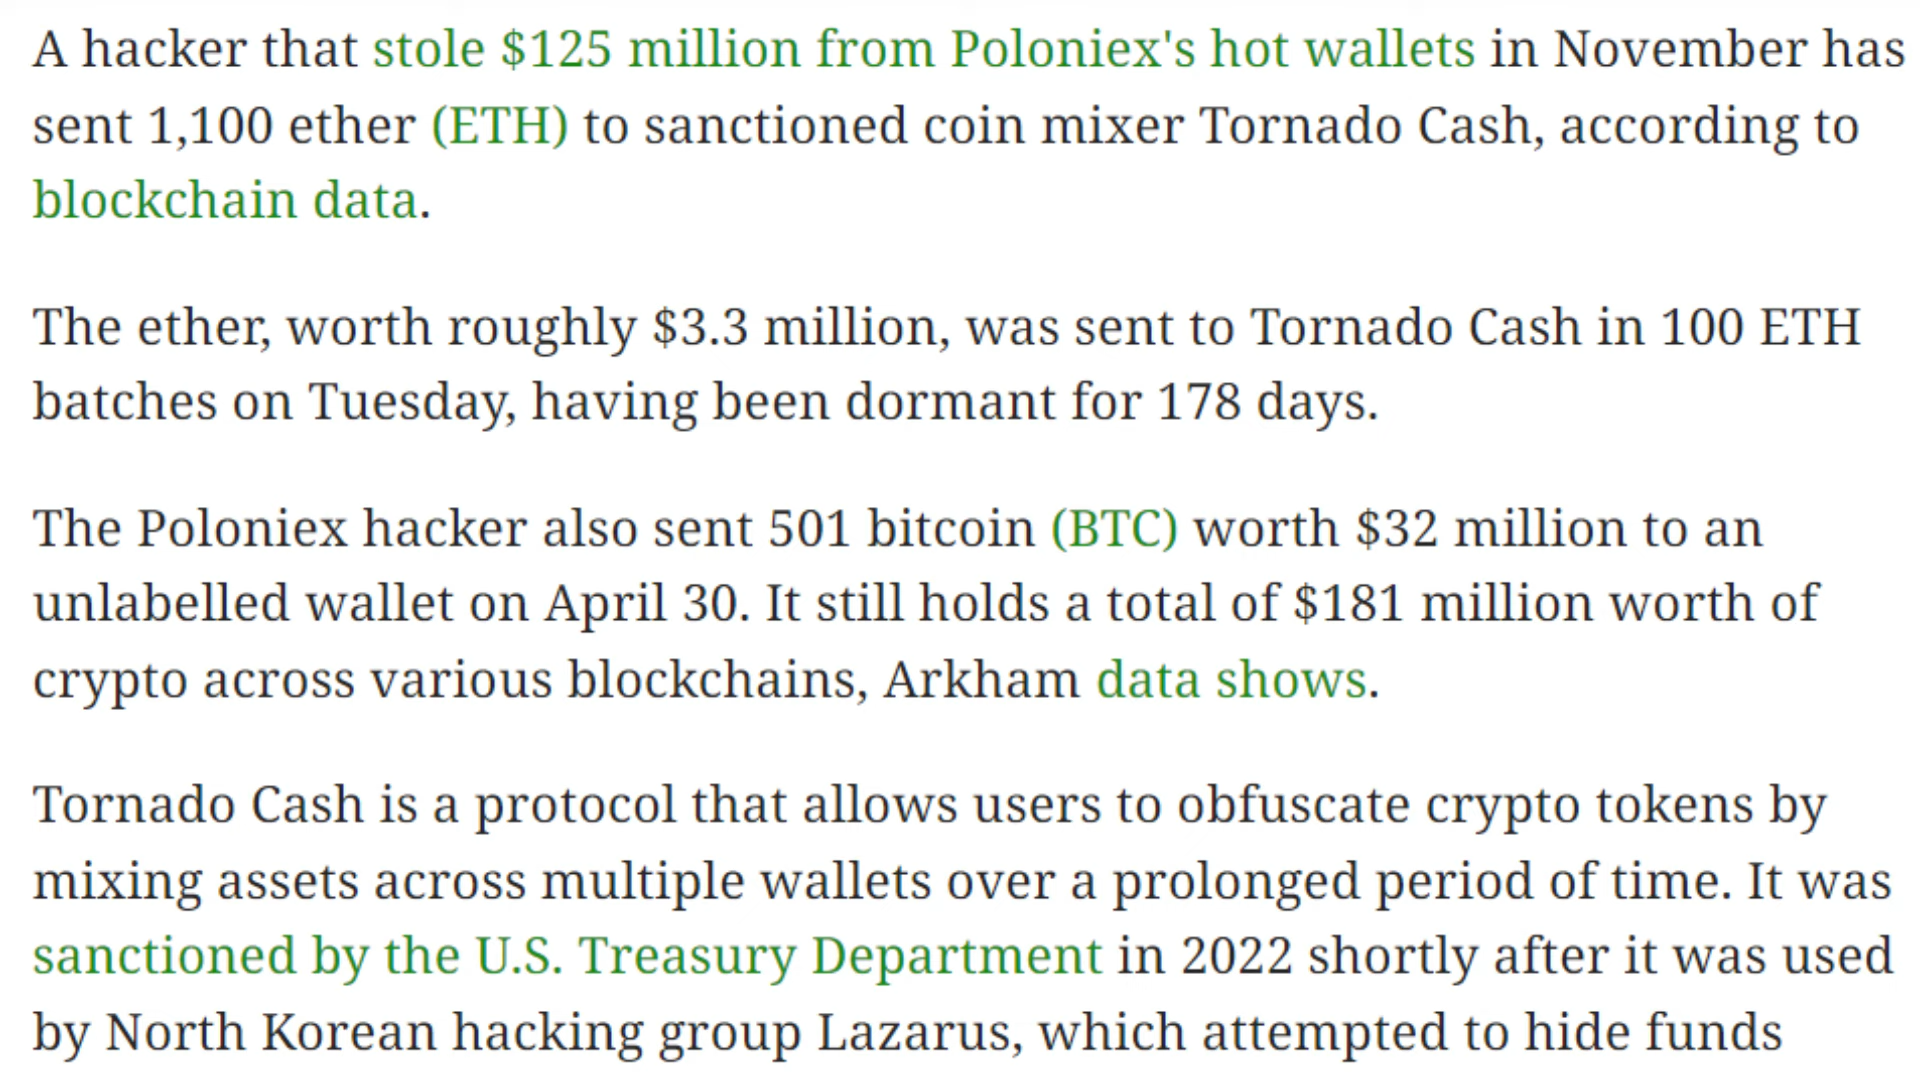 A hacker that stole $125 million from Poloniex's hot wallets in November has
sent 1,100 ether (ETH) to sanctioned coin mixer Tornado Cash, according to
blockchain data.
The ether, worth roughly $3.3 million, was sent to Tornado Cash in 100 ETH
batches on Tuesday, having been dormant for 178 days.
The Poloniex hacker also sent 501 bitcoin (BTC) worth $32 million to an
unlabelled wallet on April 30. It still holds a total of $181 million worth of
crypto across various blockchains, Arkham data shows.
Tornado Cash is a protocol that allows users to obfuscate crypto tokens by
mixing assets across multiple wallets over a prolonged period of time. It was
sanctioned by the U.S. Treasury Department in 2022 shortly after it was used
by North Korean hacking group Lazarus, which attempted to hide funds